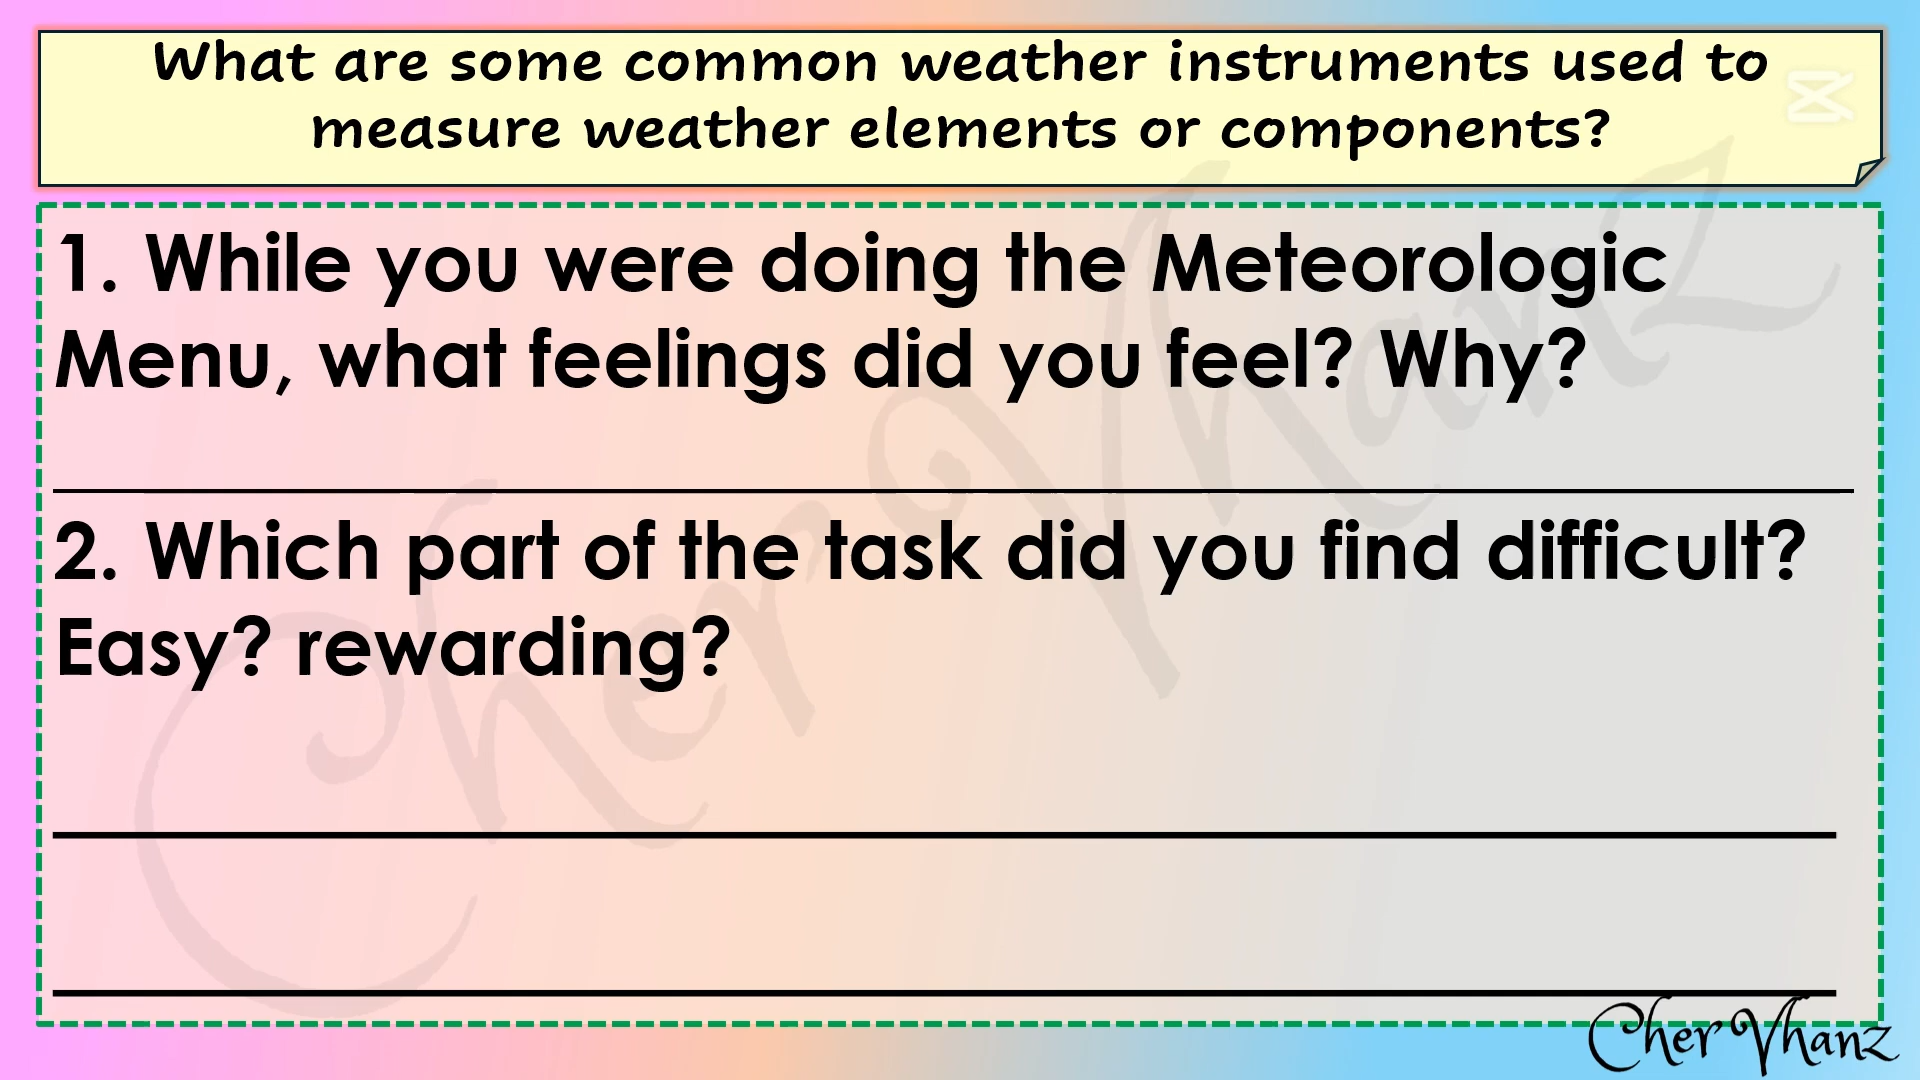 What are some common weather instruments used to
measure weather elements or components?
1. While you were doing the Meteorologic
Menu, what feelings did you feel? Why?
2. Which part of the task did you find difficult?
Easy? rewarding?
Cher Vhanz
Cher Vhanz